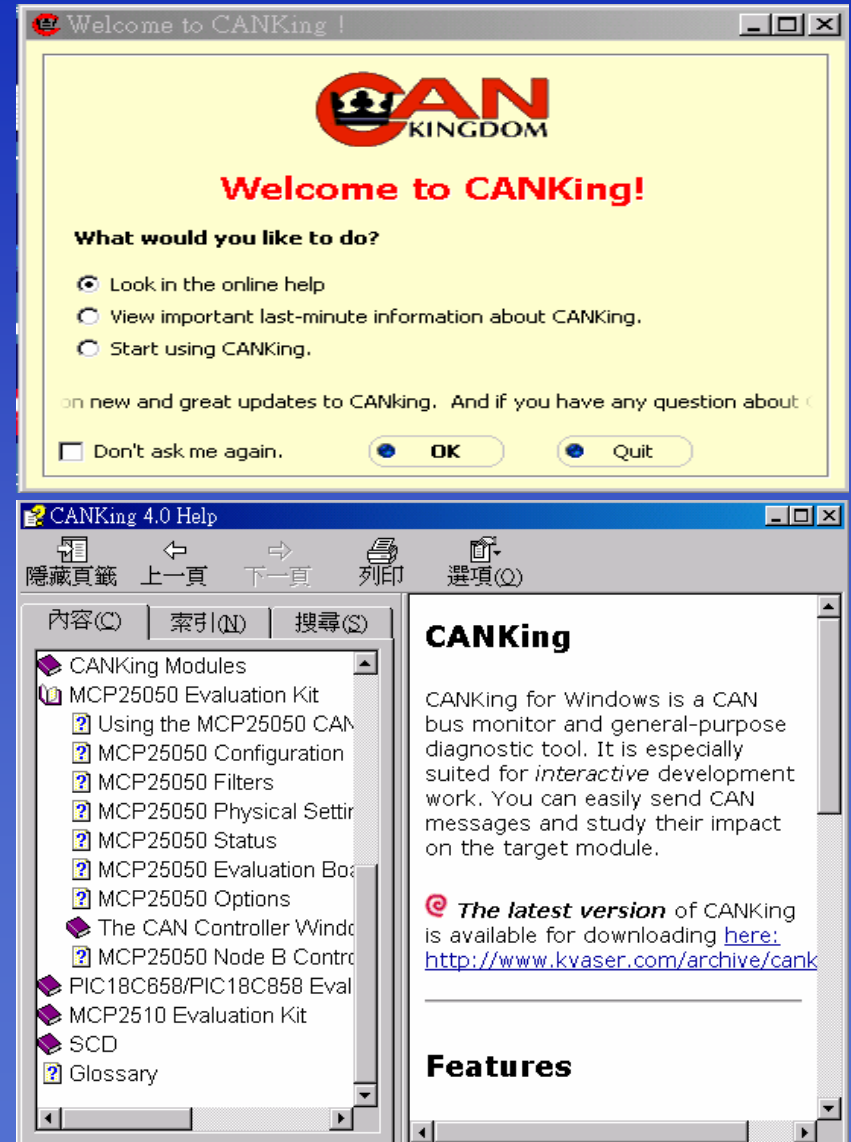 Welcome to CANKing !
CAN
KINGDOM
Welcome to CANKing!
What would you like to do?
Look in the online help
View important last-minute information about CANKing.
Start using CANKing.
on new and great updates to CANking. And if you have any question about
Don't ask me again.
OK
Quit
CANKing 4.0 Help
隱藏頁籤 上一頁 下一頁 列印 選項(O)
內容(C) 索引(N) 搜尋(S)
CANKing Modules
MCP25050 Evaluation Kit
Using the MCP25050 CAN
MCP25050 Configuration
MCP25050 Filters
MCP25050 Physical Settin
MCP25050 Status
MCP25050 Evaluation Boa
MCP25050 Options
The CAN Controller Windo
MCP25050 Node B Contro
PIC18C658/PIC18C858 Eval
MCP2510 Evaluation Kit
SCD
Glossary
CANKing
CANKing for Windows is a CAN
bus monitor and general-purpose
diagnostic tool. It is especially
suited for interactive development
work. You can easily send CAN
messages and study their impact
on the target module.
The latest version of CANKing
is available for downloading here:
http://www.kvaser.com/archive/cank
Features